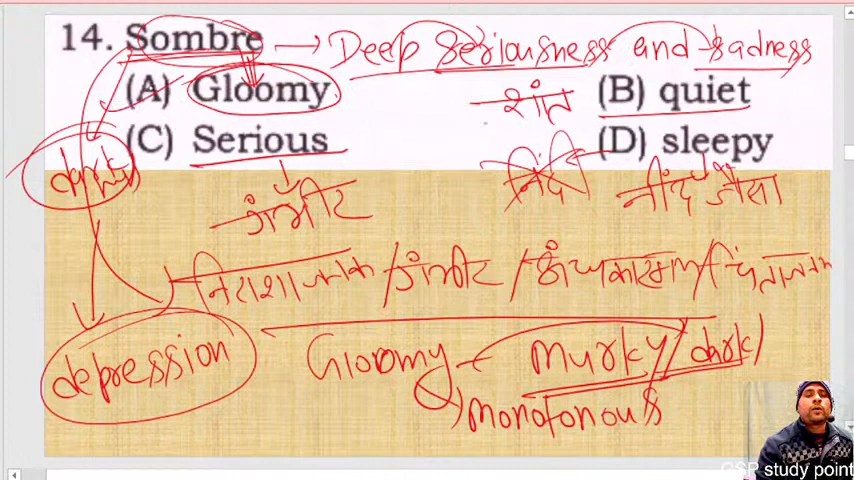 14. Sombre → Deep Seriousness and Sadness
(A) Gloomy शांत (B) quiet
(C) Serious (D) sleepy
dark
गंभीर नींद जैसा
निराशाजनक / गंभीर / अंधकारमय / चिंताजनक
depression Gloomy - Murky / dark /
monotonous
GSP study point